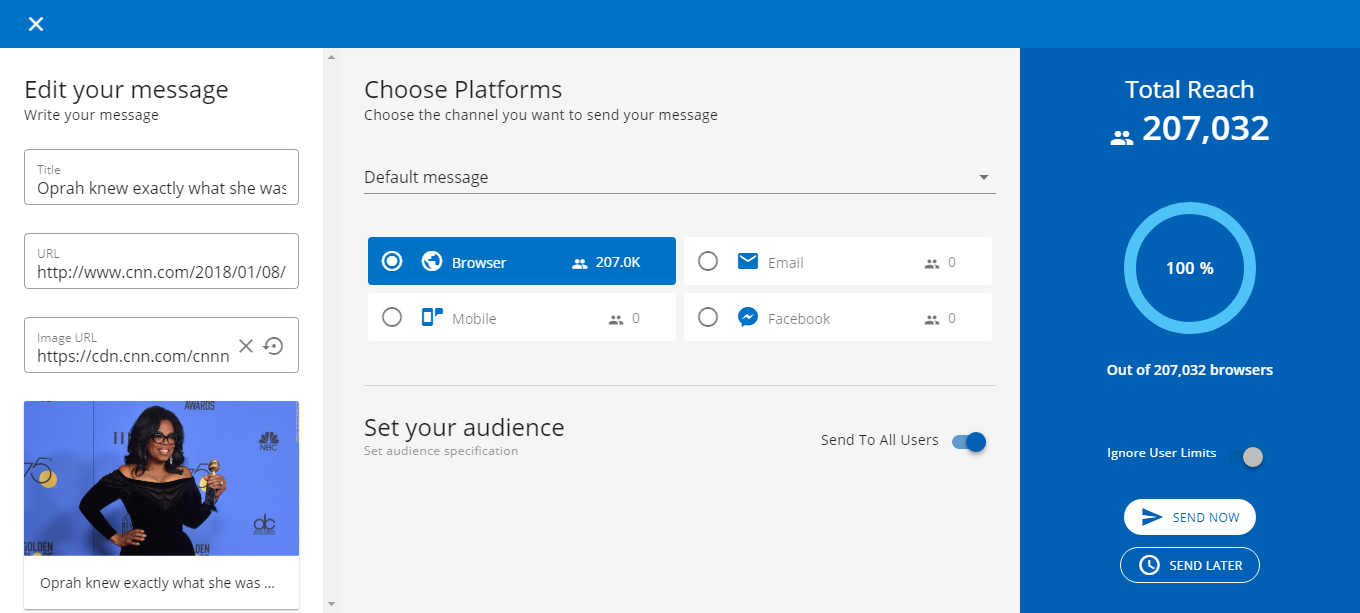 Edit your message
Write your message
Title
Oprah knew exactly what she was
URL
http://www.cnn.com/2018/01/08/
Image URL
https://cdn.cnn.com/cnnn
AWARDS
NBC
75
GOLDEN
DEN
Oprah knew exactly what she was ...
Choose Platforms
Choose the channel you want to send your message
Default message
Browser 207.0K
Email 0
Mobile 0
Facebook 0
Set your audience
Set audience specification
Send To All Users
Total Reach
207,032
100 %
Out of 207,032 browsers
Ignore User Limits
SEND NOW
SEND LATER